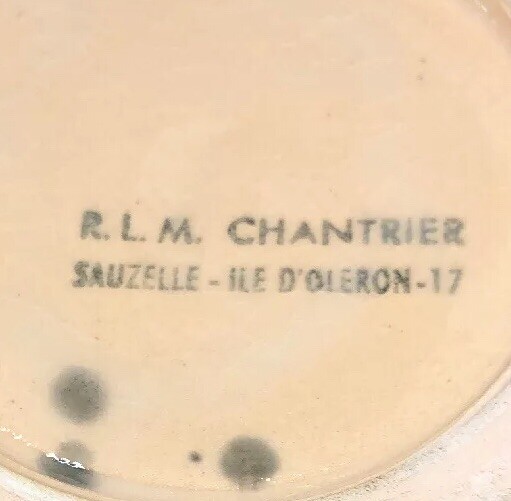 R. L. M. CHANTRIER
SAUZELLE - ILE D'OLERON - 17